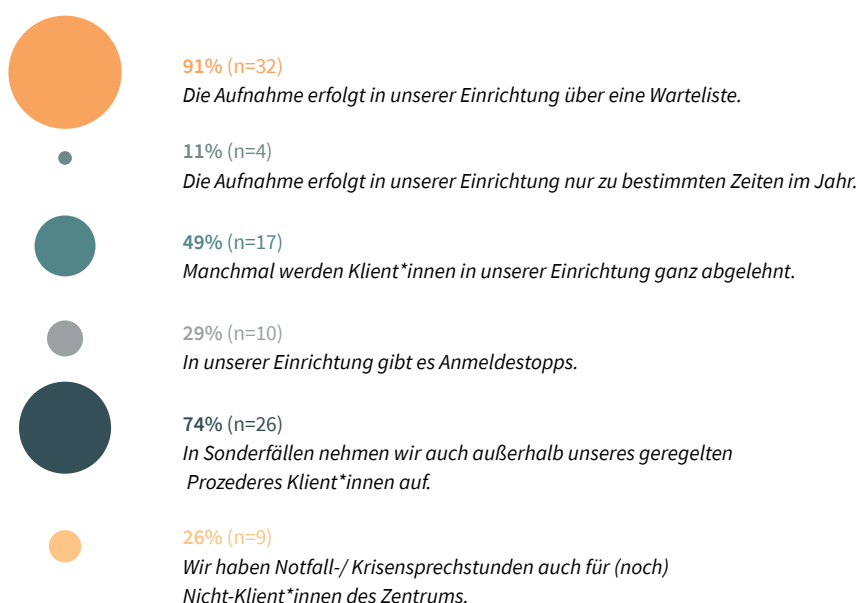 91% (n=32)
Die Aufnahme erfolgt in unserer Einrichtung über eine Warteliste.
11% (n=4)
Die Aufnahme erfolgt in unserer Einrichtung nur zu bestimmten Zeiten im Jahr.
49% (n=17)
Manchmal werden Klient*innen in unserer Einrichtung ganz abgelehnt.
29% (n=10)
In unserer Einrichtung gibt es Anmeldestopps.
74% (n=26)
In Sonderfällen nehmen wir auch außerhalb unseres geregelten
Prozederes Klient*innen auf.
26% (n=9)
Wir haben Notfall-/ Krisensprechstunden auch für (noch)
Nicht-Klient*innen des Zentrums.